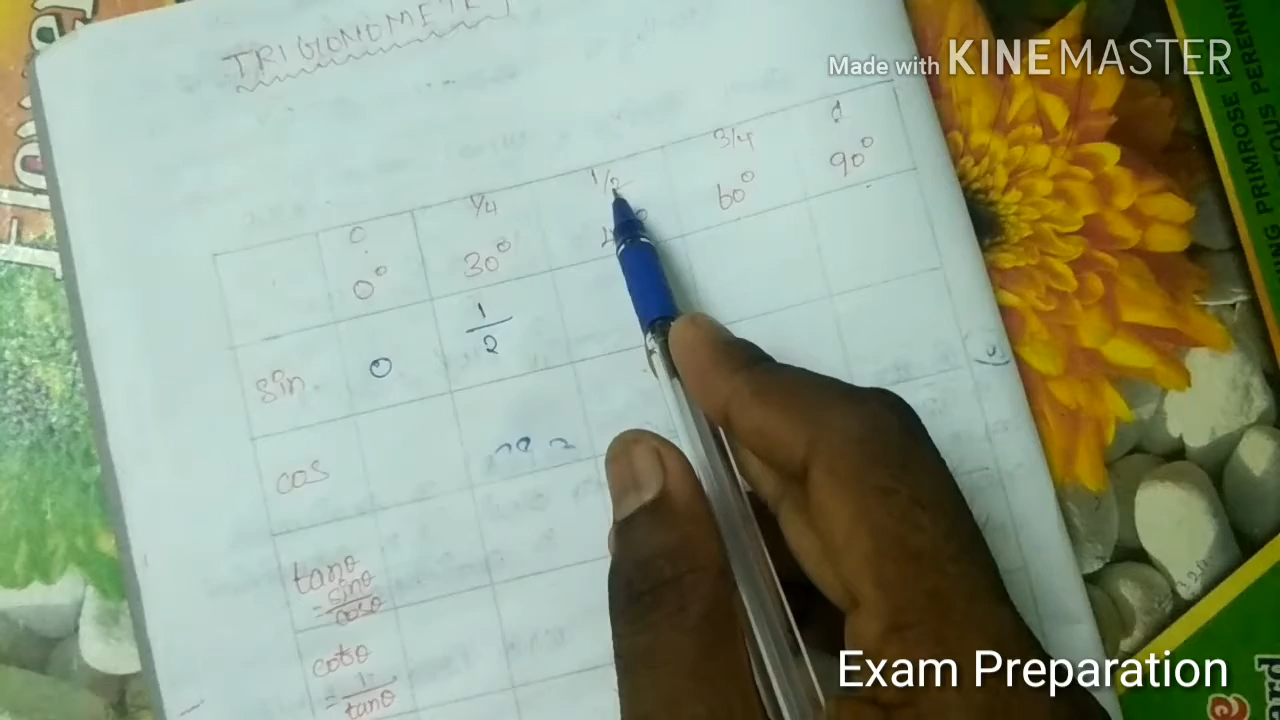 TRIGONOMETRY
Made with KINEMASTER
0 1/4 1/2 3/4 1
0° 30° 60° 90°
sin 0 1/2
cos
tanθ
= sinθ/cosθ
cotθ
= 1/tanθ
Exam Preparation